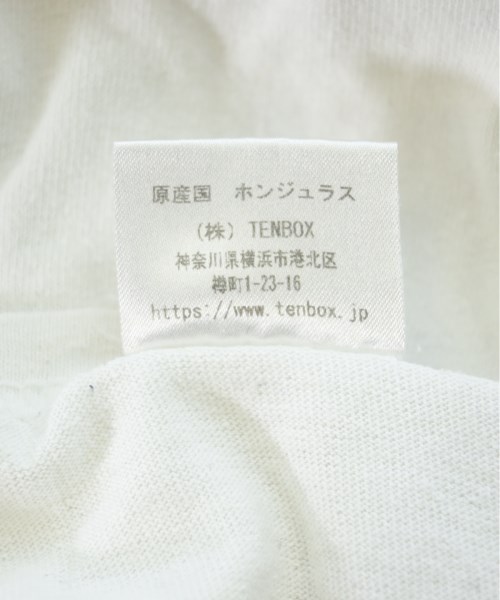 原産国 ホンジュラス
(株) TENBOX
神奈川県横浜市港北区
樽町1-23-16
https://www.tenbox.jp